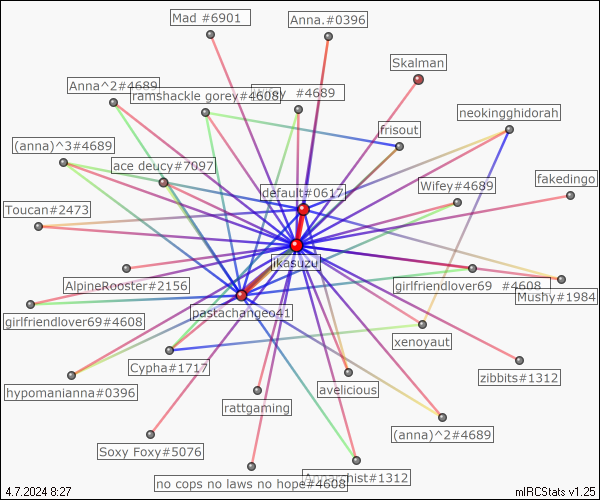 Mad #6901
Anna.#0396
Skalman
Anna^2#4689
ramshackle gorey#4608
#4689
neokingghidorah
frisout
(anna)^3#4689
ace deucy#7097
default#0617
Wifey#4689
fakedingo
Toucan#2473
ikasuzu
AlpineRooster#2156
girlfriendlover69 #4608
Mushy#1984
pastachangeo41
girlfriendlover69#4608
xenoyaut
Cypha#1717
zibbits#1312
hypomanianna#0396
avelicious
rattgaming
(anna)^2#4689
Soxy Foxy#5076
no cops no laws no hope#4608
#1312
4.7.2024 8:27
mIRCStats v1.25